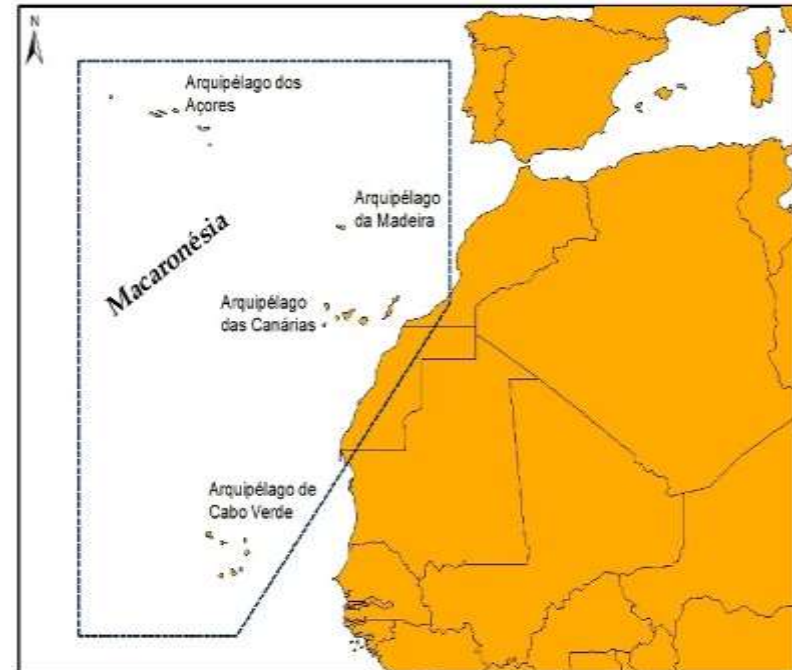 N
Arquipélago dos
Açores
Arquipélago
da Madeira
Macaronésia
Arquipélago
das Canárias
Arquipélago de
Cabo Verde